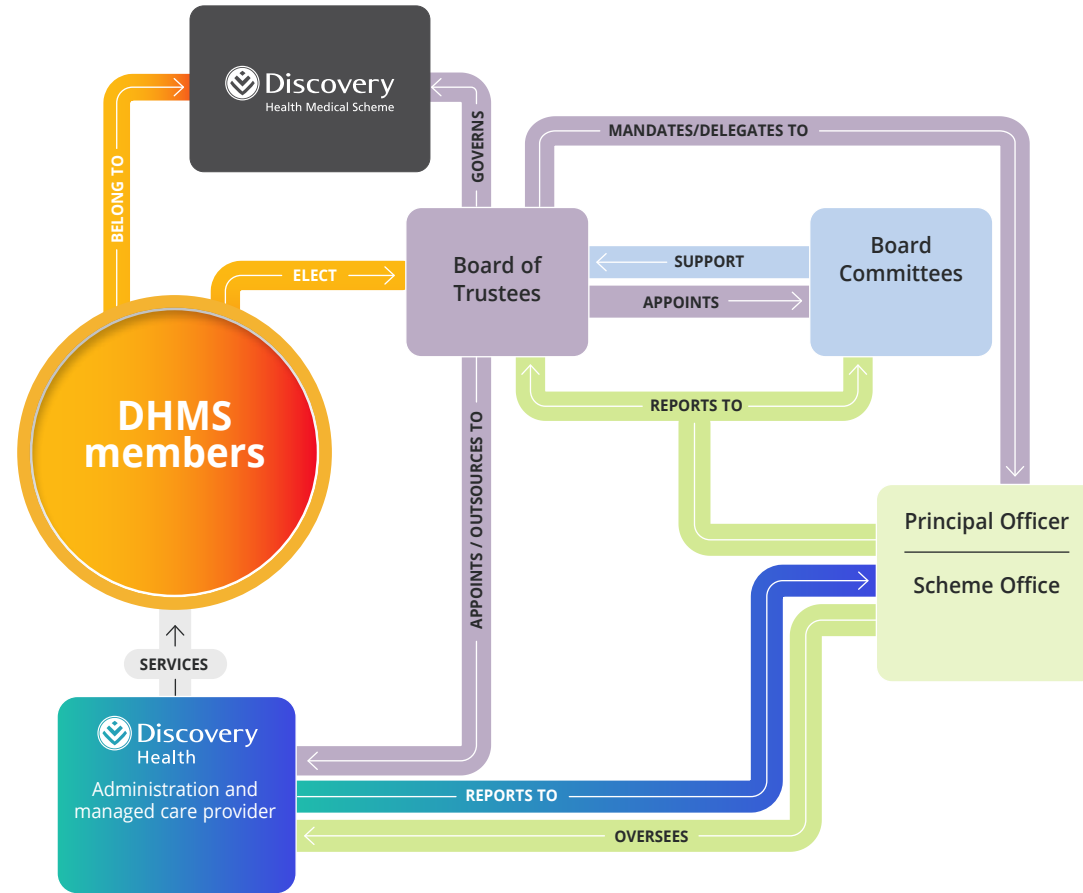 Discovery
Health Medical Scheme
GOVERNS
MANDATES/DELEGATES TO
BELONG TO
ELECT
Board of
Trustees
SUPPORT
APPOINTS
Board
Committees
REPORTS TO
DHMS
members
APPOINTS / OUTSOURCES TO
Principal Officer
Scheme Office
SERVICES
Discovery
Health
Administration and
managed care provider
REPORTS TO
OVERSEES